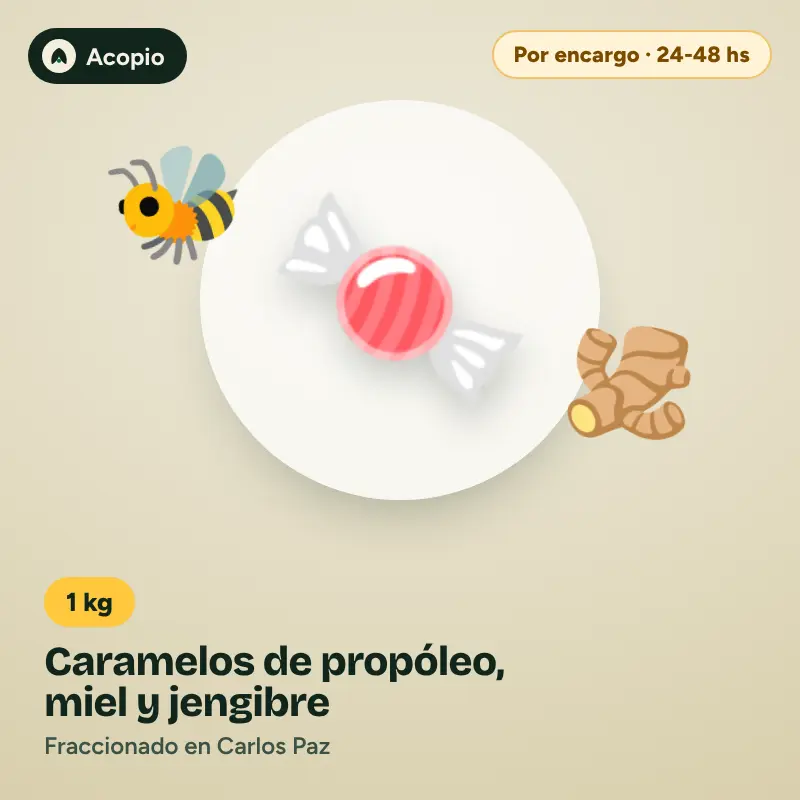 Acopio
Por encargo · 24-48 hs
1 kg
Caramelos de propóleo,
miel y jengibre
Fraccionado en Carlos Paz